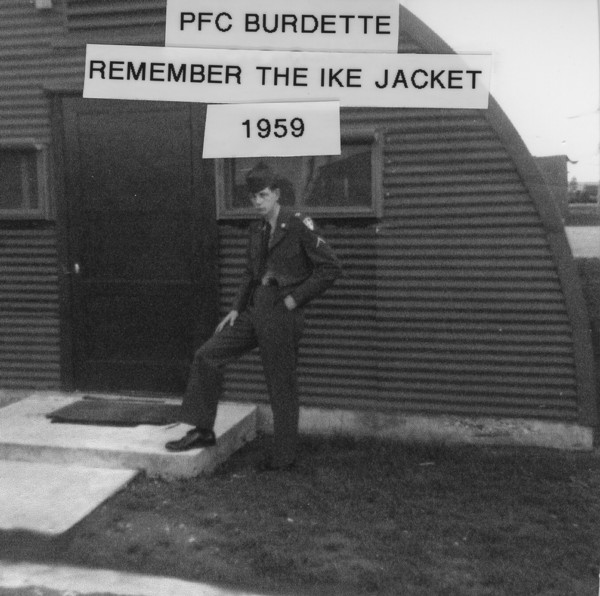 PFC BURDETTE
REMEMBER THE IKE JACKET
1959